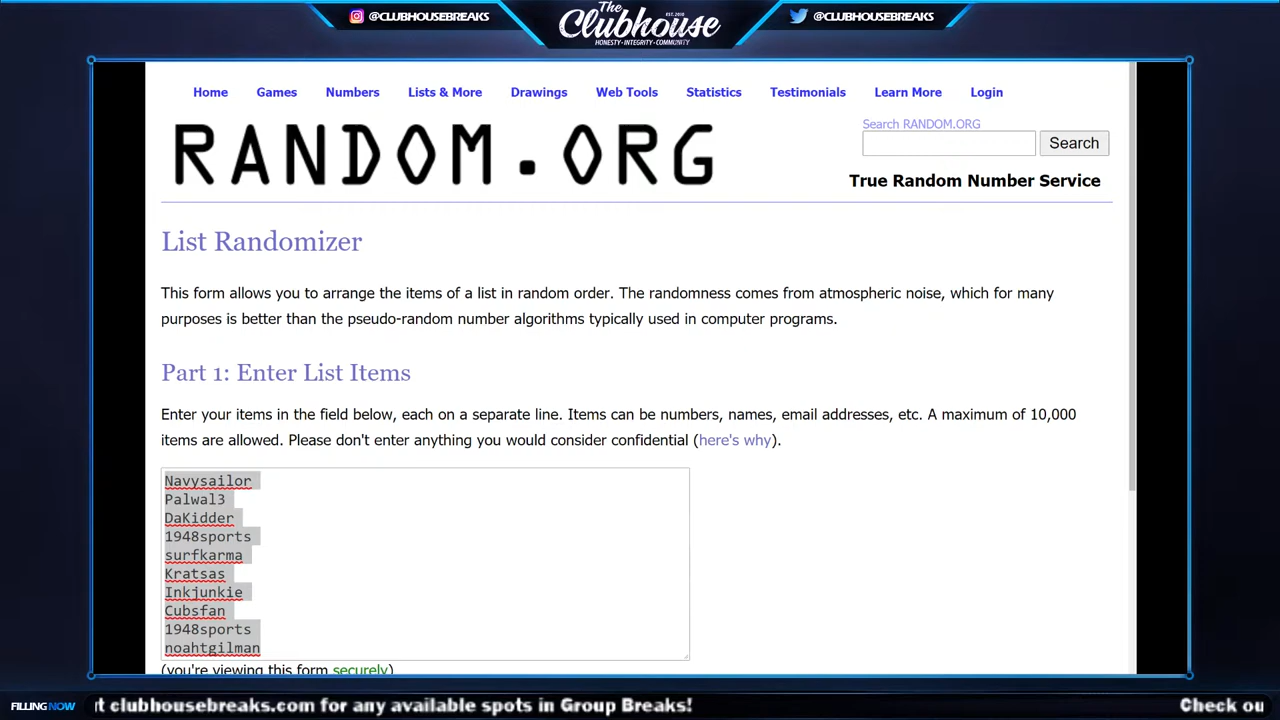 @CLUBHOUSEBREAKS
The
Clubhouse
EST. 2010
HONESTY • INTEGRITY • COMMUNITY
@CLUBHOUSEBREAKS
Home Games Numbers Lists & More Drawings Web Tools Statistics Testimonials Learn More Login
RANDOM.ORG
Search RANDOM.ORG
Search
True Random Number Service
List Randomizer
This form allows you to arrange the items of a list in random order. The randomness comes from atmospheric noise, which for many
purposes is better than the pseudo-random number algorithms typically used in computer programs.
Part 1: Enter List Items
Enter your items in the field below, each on a separate line. Items can be numbers, names, email addresses, etc. A maximum of 10,000
items are allowed. Please don't enter anything you would consider confidential (here's why).
Navysailor
Palwal3
DaKidder
1948sports
surfkarma
Kratsas
Inkjunkie
Cubsfan
1948sports
noahtgilman
(you're viewing this form securely)
FILLING NOW
t clubhousebreaks.com for any available spots in Group Breaks! Check ou